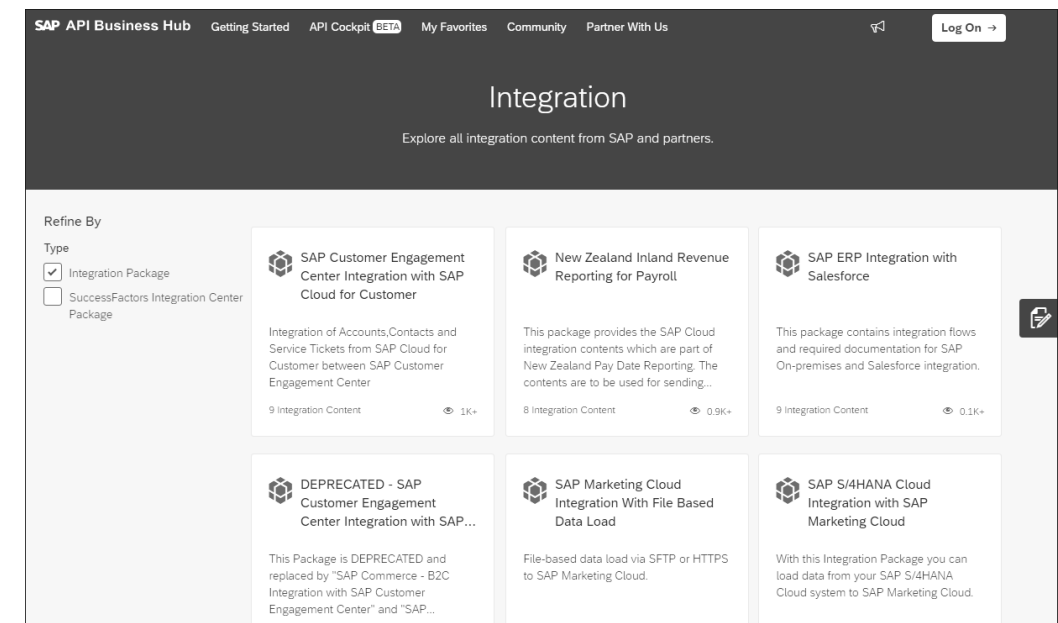 SAP API Business Hub Getting Started API Cockpit BETA My Favorites Community Partner With Us Log On →
Integration
Explore all integration content from SAP and partners.
Refine By
Type
Integration Package
SuccessFactors Integration Center
Package
SAP Customer Engagement
Center Integration with SAP
Cloud for Customer
Integration of Accounts,Contacts and
Service Tickets from SAP Cloud for
Customer between SAP Customer
Engagement Center
9 Integration Content 1K+
New Zealand Inland Revenue
Reporting for Payroll
This package provides the SAP Cloud
integration contents which are part of
New Zealand Pay Date Reporting. The
contents are to be used for sending...
8 Integration Content 0.9K+
SAP ERP Integration with
Salesforce
This package contains integration flows
and required documentation for SAP
On-premises and Salesforce integration.
9 Integration Content 0.1K+
DEPRECATED - SAP
Customer Engagement
Center Integration with SAP...
This Package is DEPRECATED and
replaced by "SAP Commerce - B2C
Integration with SAP Customer
Engagement Center" and "SAP...
SAP Marketing Cloud
Integration With File Based
Data Load
File-based data load via SFTP or HTTPS
to SAP Marketing Cloud.
SAP S/4HANA Cloud
Integration with SAP
Marketing Cloud
With this Integration Package you can
load data from your SAP S/4HANA
Cloud system to SAP Marketing Cloud.